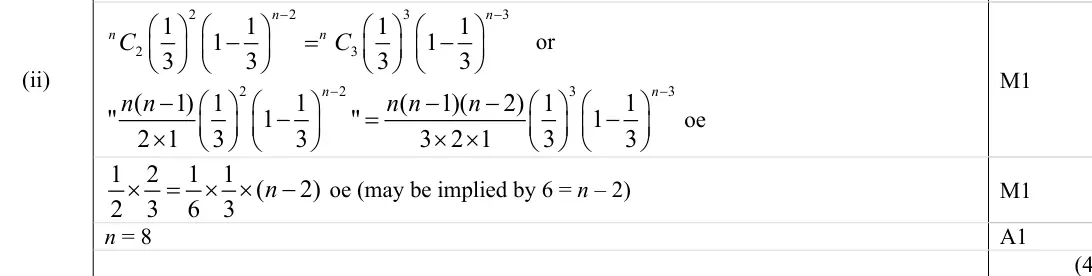 (ii)
ⁿC₂(1/3)²(1−1/3)ⁿ⁻² =ⁿC₃(1/3)³(1−1/3)ⁿ⁻³ or
"n(n−1)/(2×1) (1/3)²(1−1/3)ⁿ⁻²" = n(n−1)(n−2)/(3×2×1) (1/3)³(1−1/3)ⁿ⁻³ oe
M1
1/2 × 2/3 = 1/6 × 1/3 × (n−2) oe (may be implied by 6 = n – 2) M1
n = 8 A1
(4